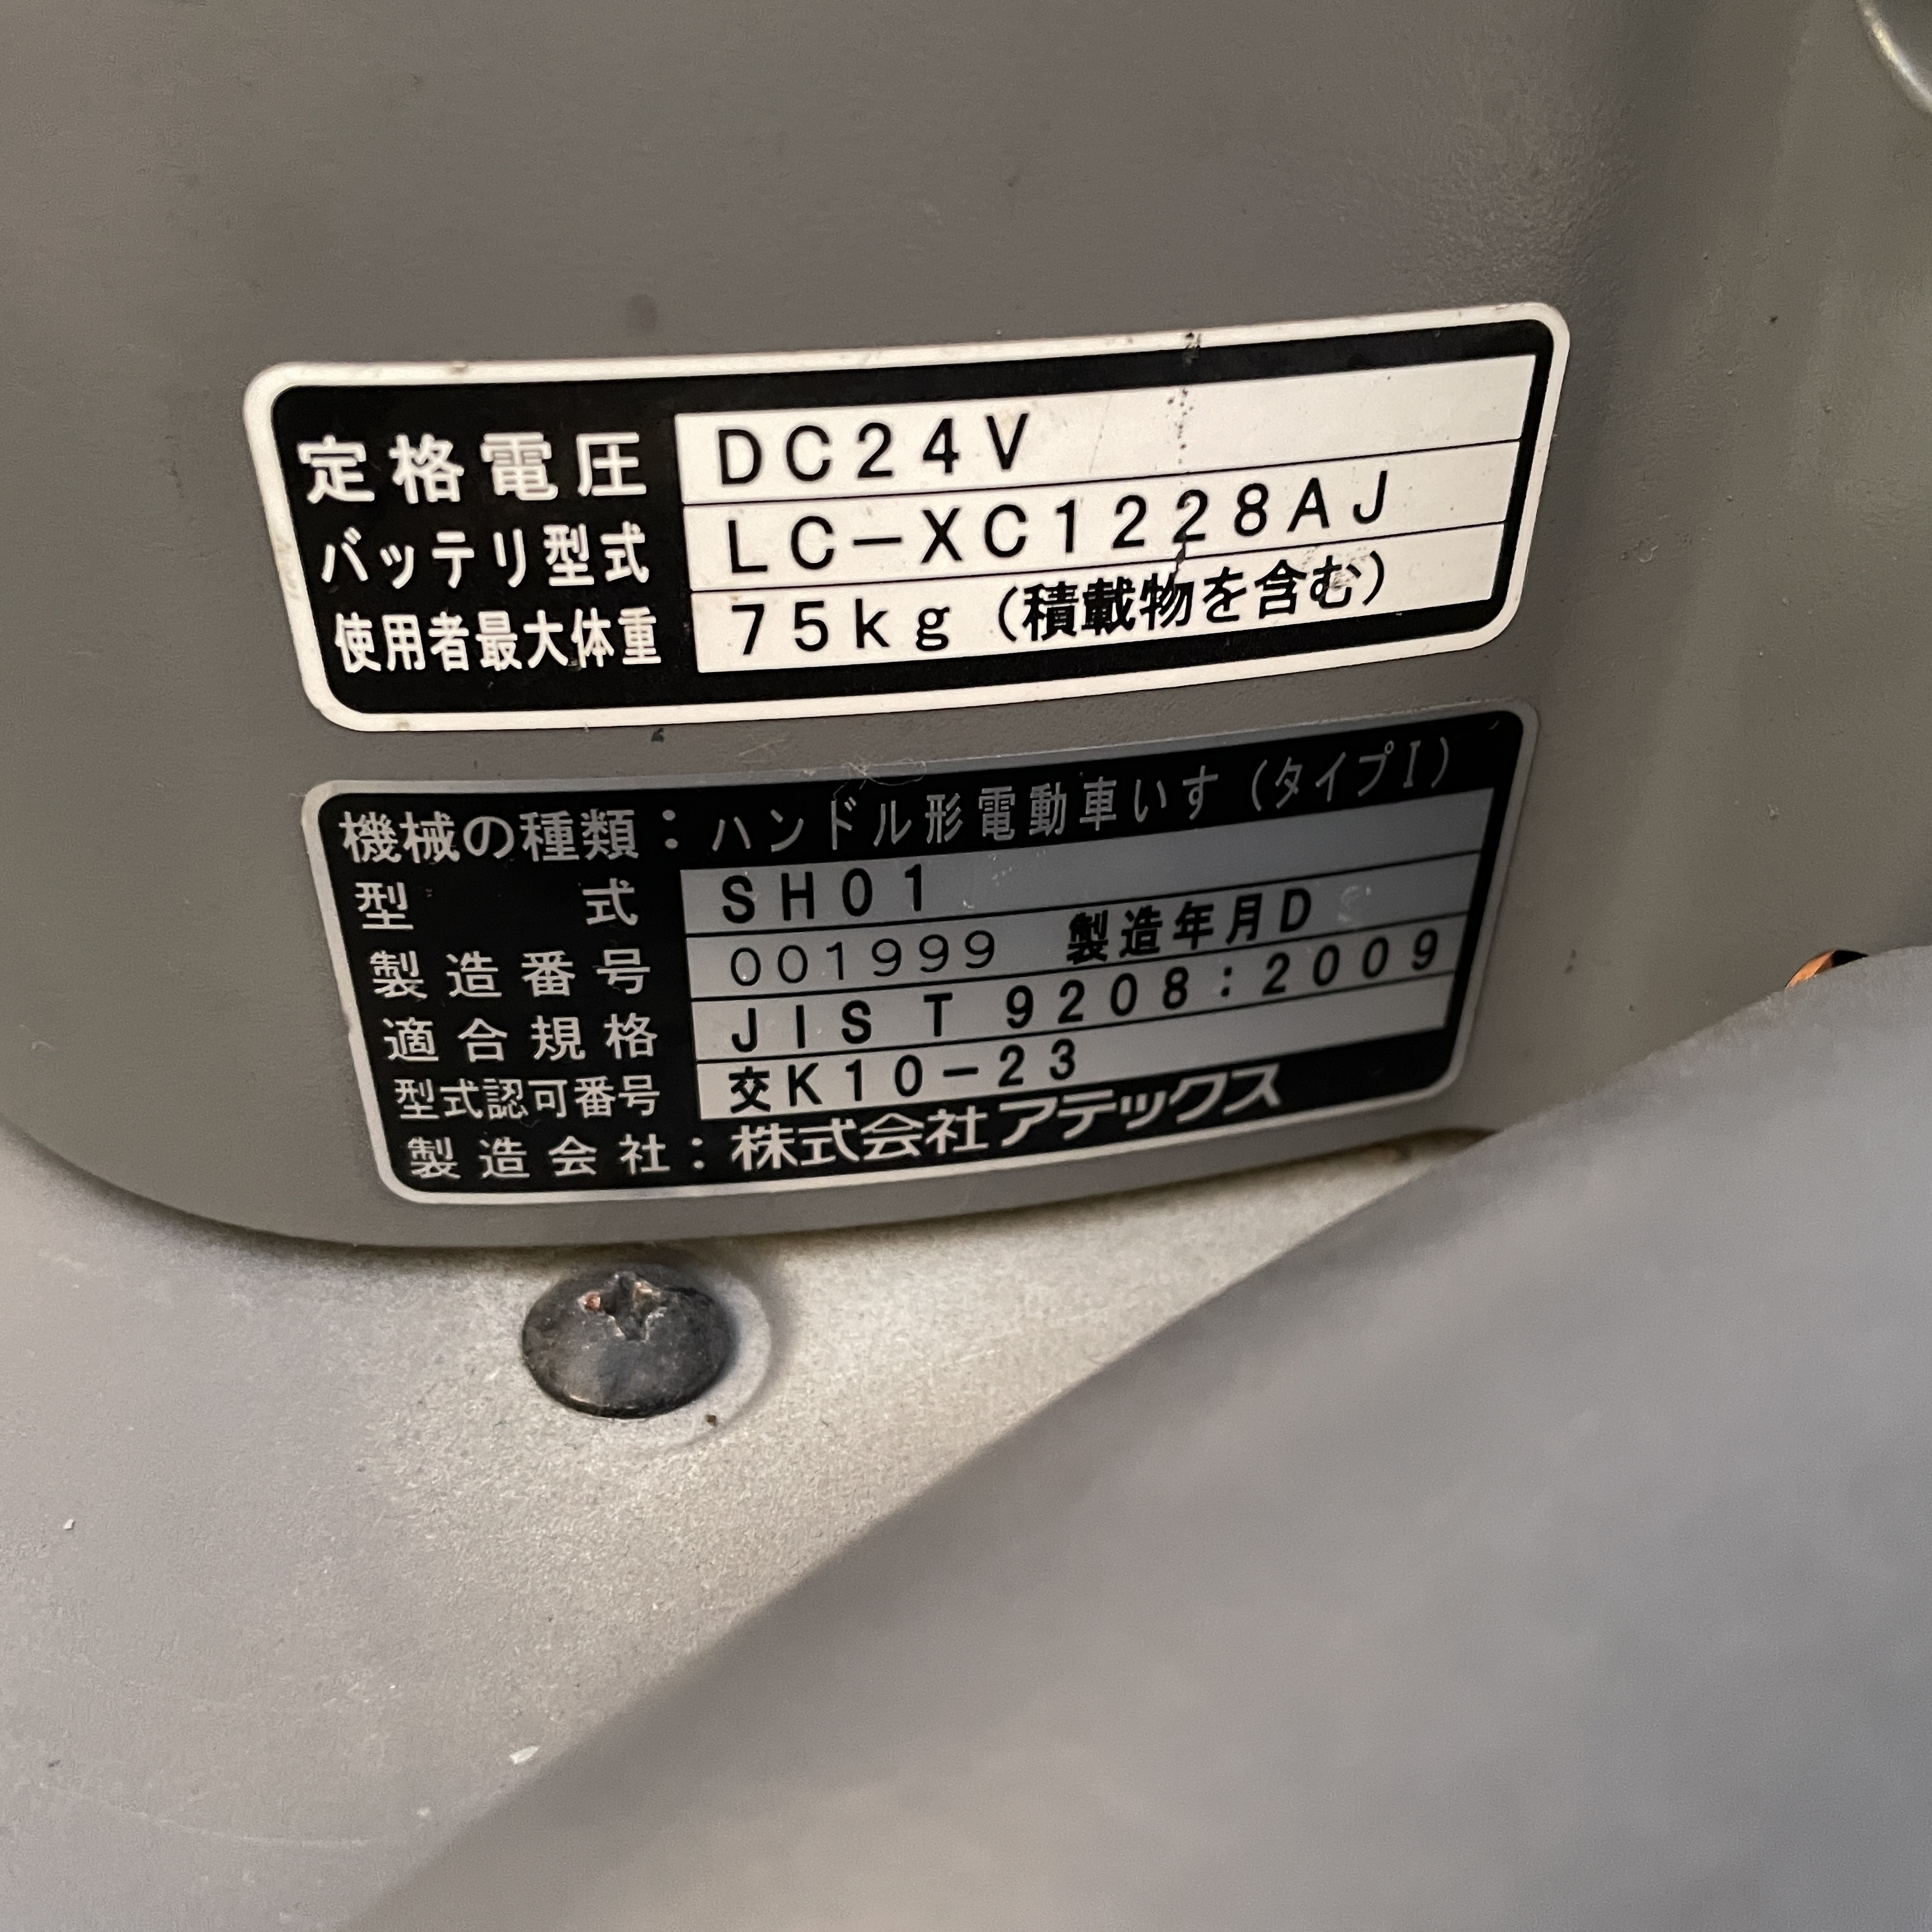 定格電圧 DC24V
バッテリ型式 LC-XC1228AJ
使用者最大体重 75kg (積載物を含む)
機械の種類：ハンドル形電動車いす (タイプⅠ)
型式 SH01
製造番号 001999 製造年月D
適合規格 JIS T 9208:2009
型式認可番号 交K10-23
製造会社：株式会社アテックス